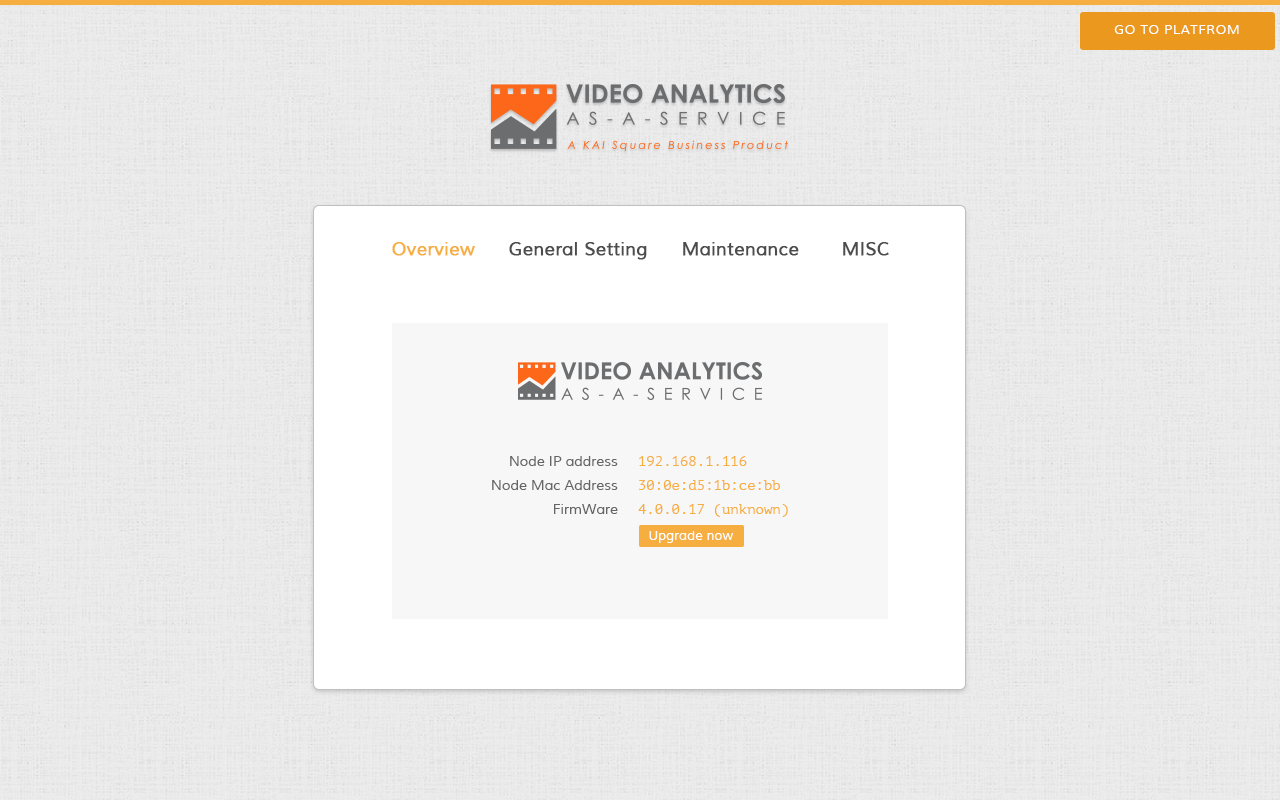 GO TO PLATFROM
VIDEO ANALYTICS
AS-A-SERVICE
A KAI Square Business Product
Overview General Setting Maintenance MISC
VIDEO ANALYTICS
AS-A-SERVICE
Node IP address 192.168.1.116
Node Mac Address 30:0e:d5:1b:ce:bb
FirmWare 4.0.0.17 (unknown)
Upgrade now